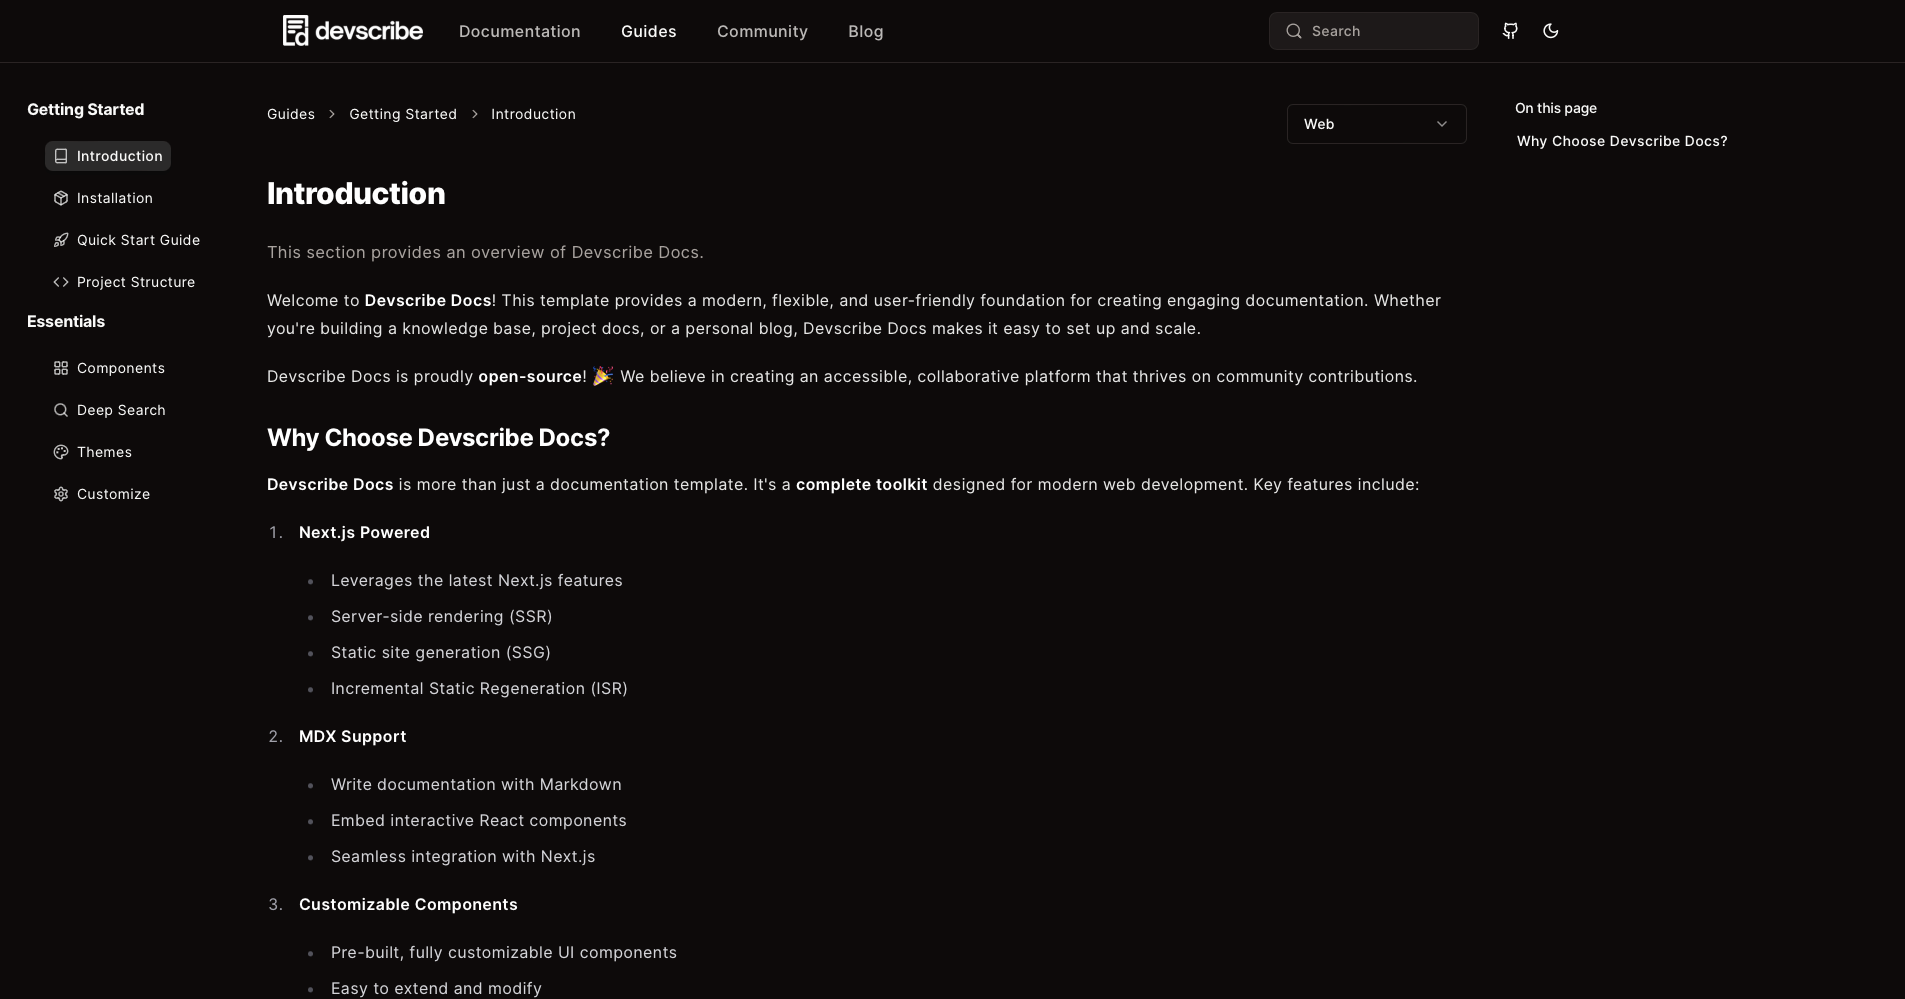 devscribe
Documentation
Guides
Community
Blog
Search
Getting Started
Introduction
Installation
Quick Start Guide
Project Structure
Essentials
Components
Deep Search
Themes
Customize
Guides > Getting Started > Introduction
Web
Introduction
This section provides an overview of Devscribe Docs.
Welcome to Devscribe Docs! This template provides a modern, flexible, and user-friendly foundation for creating engaging documentation. Whether
you're building a knowledge base, project docs, or a personal blog, Devscribe Docs makes it easy to set up and scale.
Devscribe Docs is proudly open-source! 🎉 We believe in creating an accessible, collaborative platform that thrives on community contributions.
Why Choose Devscribe Docs?
Devscribe Docs is more than just a documentation template. It's a complete toolkit designed for modern web development. Key features include:
1. Next.js Powered
• Leverages the latest Next.js features
• Server-side rendering (SSR)
• Static site generation (SSG)
• Incremental Static Regeneration (ISR)
2. MDX Support
• Write documentation with Markdown
• Embed interactive React components
• Seamless integration with Next.js
3. Customizable Components
• Pre-built, fully customizable UI components
• Easy to extend and modify
On this page
Why Choose Devscribe Docs?